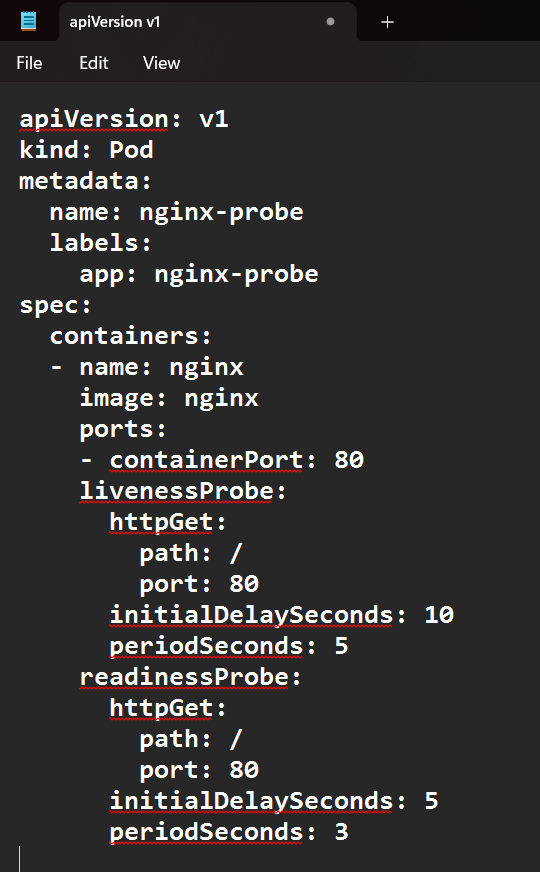 apiVersion v1
File Edit View
apiVersion: v1
kind: Pod
metadata:
  name: nginx-probe
  labels:
    app: nginx-probe
spec:
  containers:
  - name: nginx
    image: nginx
    ports:
    - containerPort: 80
    livenessProbe:
      httpGet:
        path: /
        port: 80
      initialDelaySeconds: 10
      periodSeconds: 5
    readinessProbe:
      httpGet:
        path: /
        port: 80
      initialDelaySeconds: 5
      periodSeconds: 3